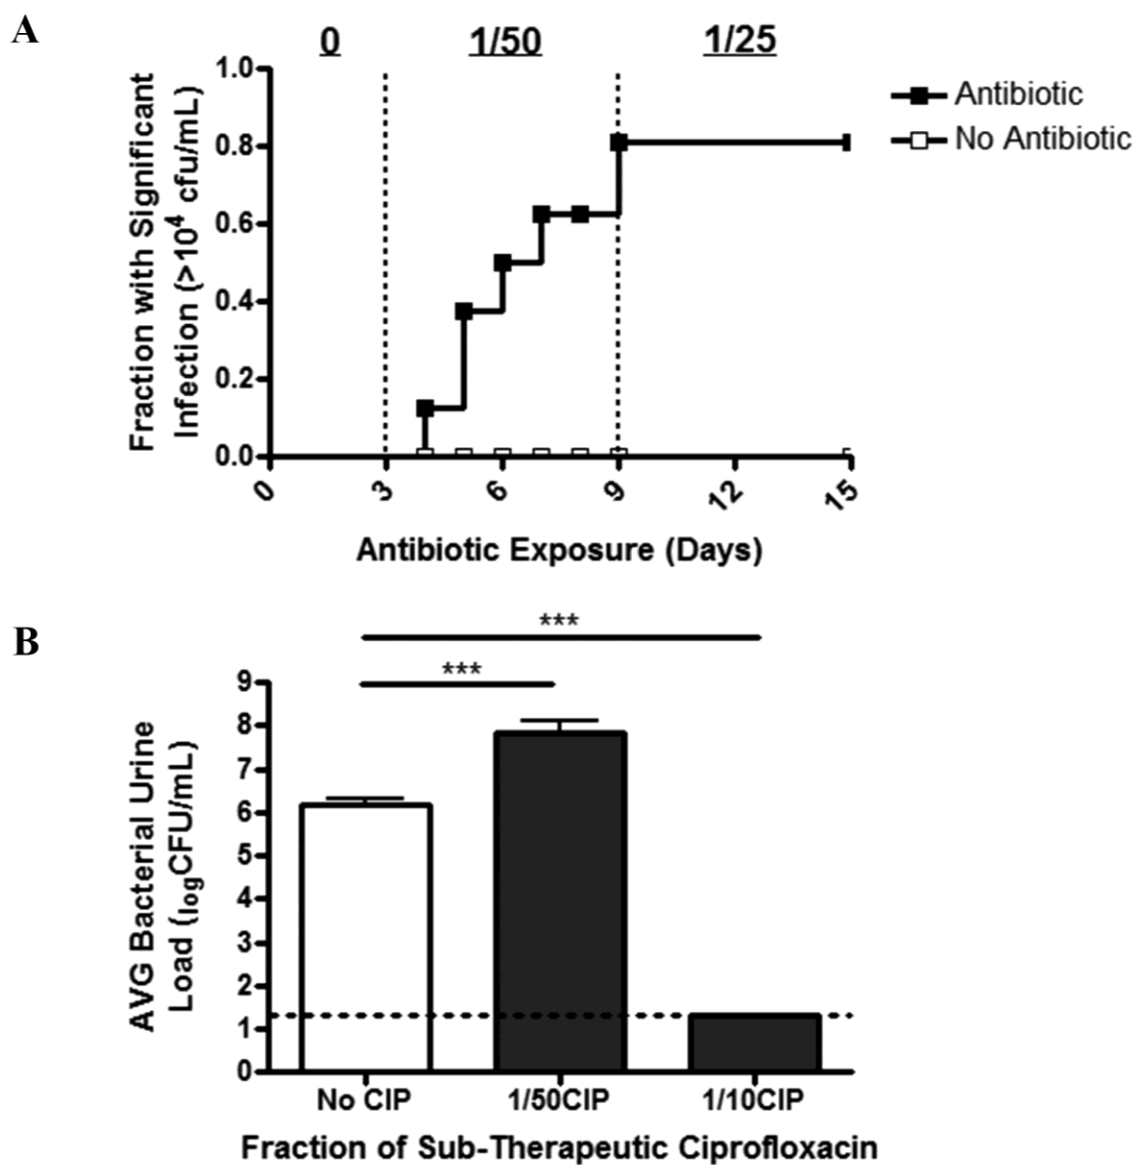 A
0 1/50 1/25
Fraction with Significant
Infection (>10⁴ cfu/mL)
1.0
0.8
0.6
0.4
0.2
0.0
0 3 6 9 12 15
Antibiotic Exposure (Days)
Antibiotic
No Antibiotic
B
***
***
AVG Bacterial Urine
Load (logCFU/mL)
9
8
7
6
5
4
3
2
1
0
No CIP 1/50CIP 1/10CIP
Fraction of Sub-Therapeutic Ciprofloxacin